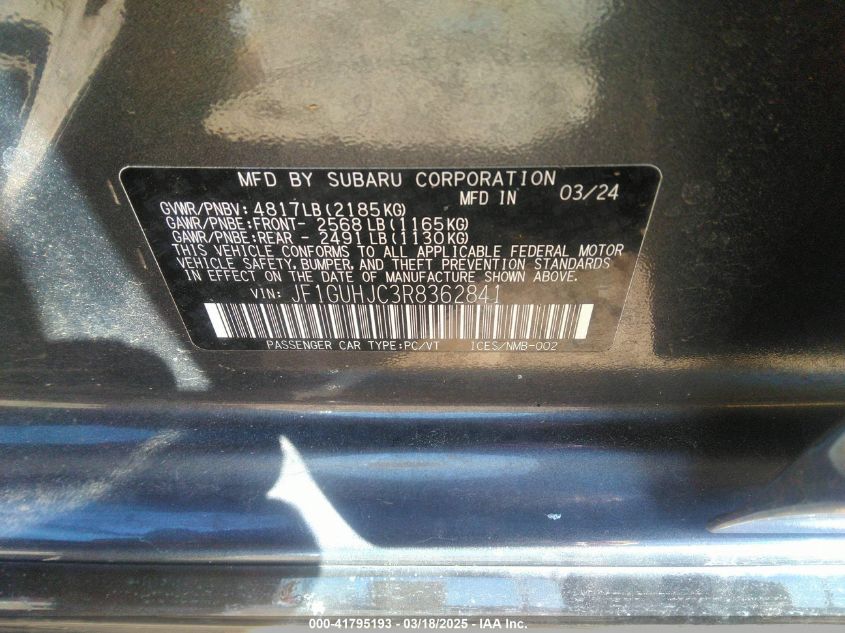 MFD BY SUBARU CORPORATION
MFD IN 03/24
GVWR/PNBV: 4817LB(2185KG)
GAWR/PNBE:FRONT- 2568LB(1165KG)
GAWR/PNBE:REAR - 2491LB(1130KG)
THIS VEHICLE CONFORMS TO ALL APPLICABLE FEDERAL MOTOR
VEHICLE SAFETY, BUMPER, AND THEFT PREVENTION STANDARDS
IN EFFECT ON THE DATE OF MANUFACTURE SHOWN ABOVE.
VIN: JF1GUHJC3R8362841
PASSENGER CAR TYPE:PC/VT ICES/NMB-002
000-41795193 - 03/18/2025 - IAA Inc.